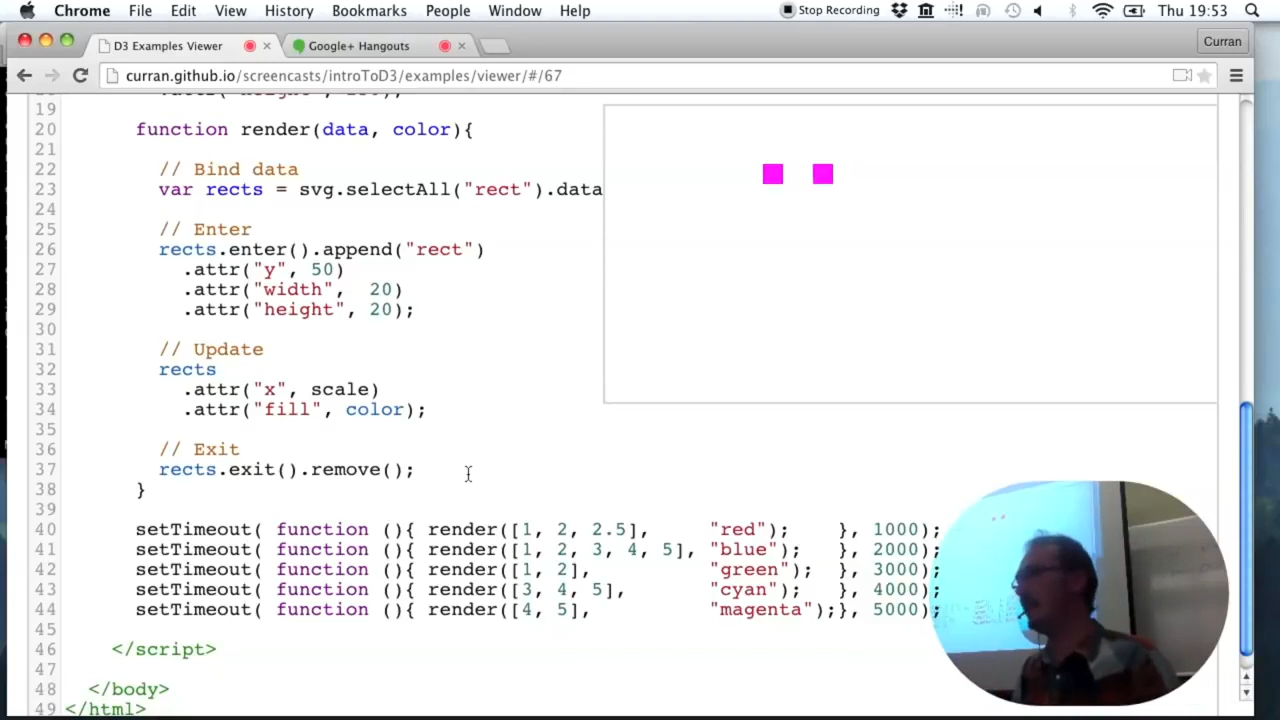 Chrome File Edit View History Bookmarks People Window Help Stop Recording Thu 19:53
D3 Examples Viewer × Google+ Hangouts × Curran
curran.github.io/screencasts/introToD3/examples/viewer/#/67
19
20 function render(data, color){
21
22 // Bind data
23 var rects = svg.selectAll("rect").data
24
25 // Enter
26 rects.enter().append("rect")
27 .attr("y", 50)
28 .attr("width", 20)
29 .attr("height", 20);
30
31 // Update
32 rects
33 .attr("x", scale)
34 .attr("fill", color);
35
36 // Exit
37 rects.exit().remove();
38 }
39
40 setTimeout( function (){ render([1, 2, 2.5], "red"); }, 1000);
41 setTimeout( function (){ render([1, 2, 3, 4, 5], "blue"); }, 2000);
42 setTimeout( function (){ render([1, 2], "green"); }, 3000);
43 setTimeout( function (){ render([3, 4, 5], "cyan"); }, 4000);
44 setTimeout( function (){ render([4, 5], "magenta");}, 5000);
45
46 </script>
47
48 </body>
49 </html>